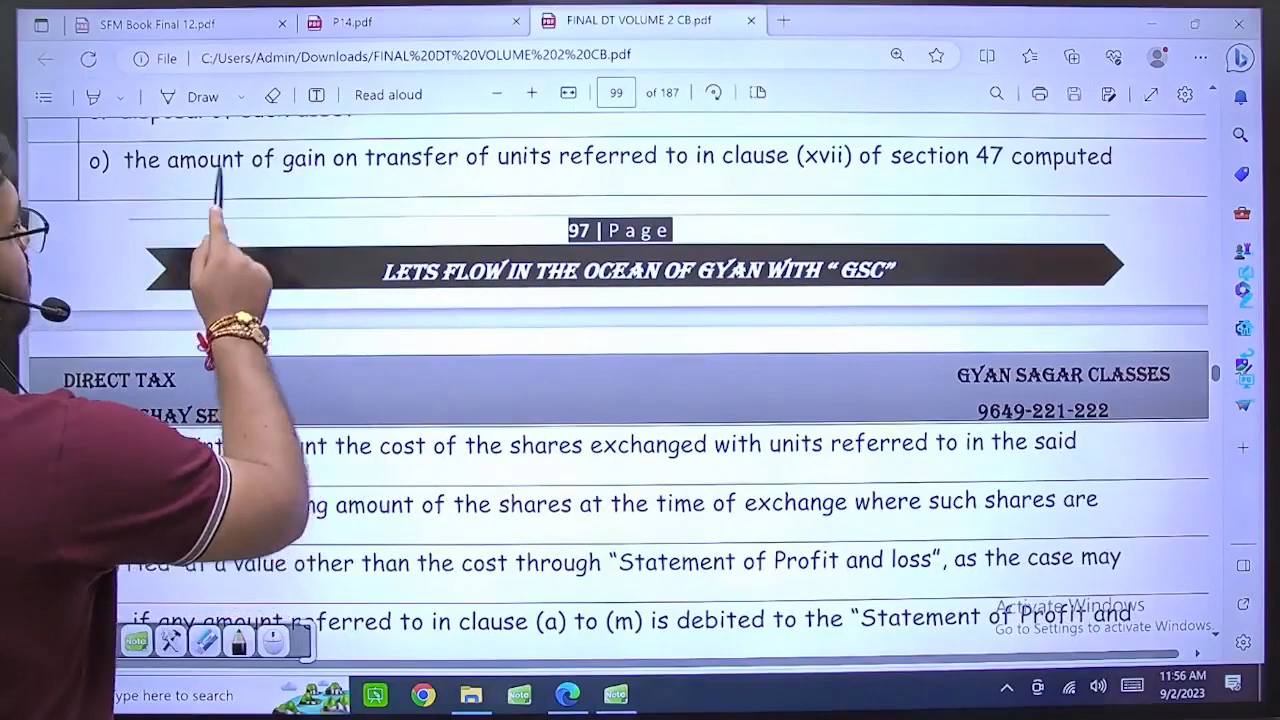 SFM Book Final 12.pdf
P14.pdf
FINAL DT VOLUME 2 CB.pdf
File
C:/Users/Admin/Downloads/FINAL%20DT%20VOLUME%202%20CB.pdf
Draw
Read aloud
99 of 187
o) the amount of gain on transfer of units referred to in clause (xvii) of section 47 computed
97 | Page
LETS FLOW IN THE OCEAN OF GYAN WITH “ GSC”
DIRECT TAX
GYAN SAGAR CLASSES
9649-221-222
the cost of the shares exchanged with units referred to in the said
amount of the shares at the time of exchange where such shares are
at a value other than the cost through “Statement of Profit and loss”, as the case may
if any amount referred to in clause (a) to (m) is debited to the “Statement of Profit and
Activate Windows
Go to Settings to activate Windows.
Note
ype here to search
Note
Note
11:56 AM
9/2/2023